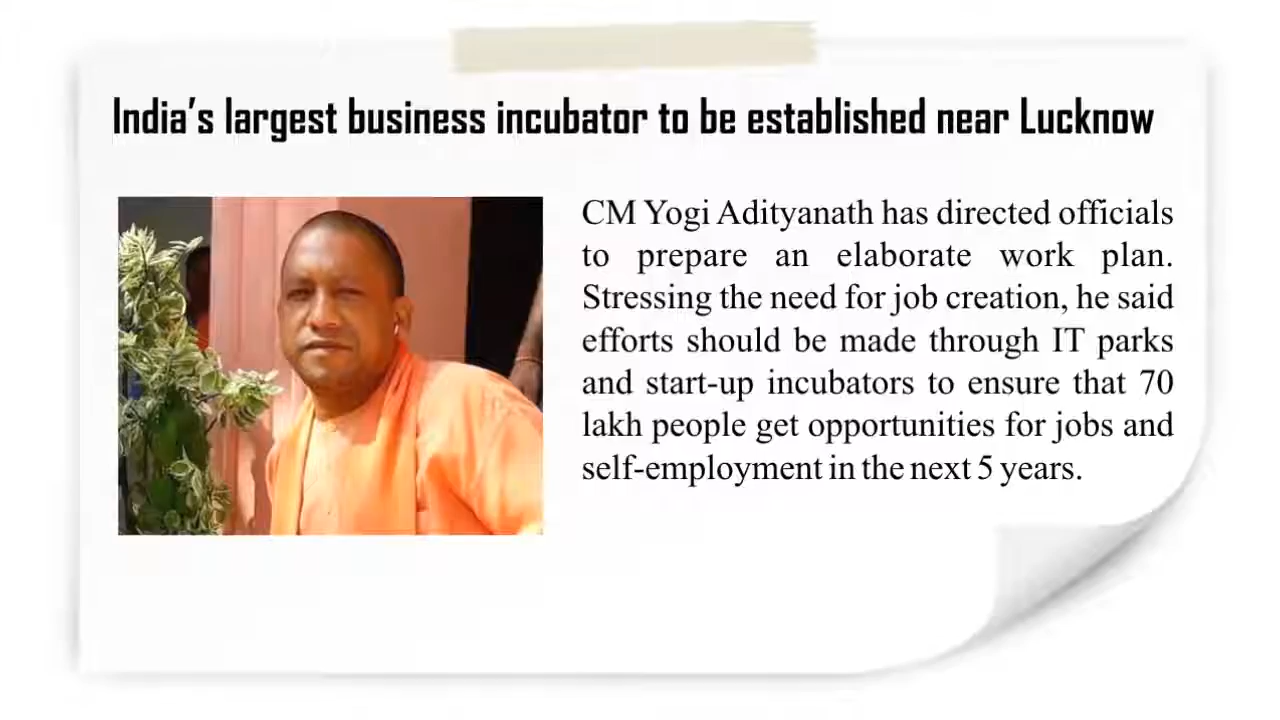 India's largest business incubator to be established near Lucknow
CM Yogi Adityanath has directed officials
to prepare an elaborate work plan.
Stressing the need for job creation, he said
efforts should be made through IT parks
and start-up incubators to ensure that 70
lakh people get opportunities for jobs and
self-employment in the next 5 years.